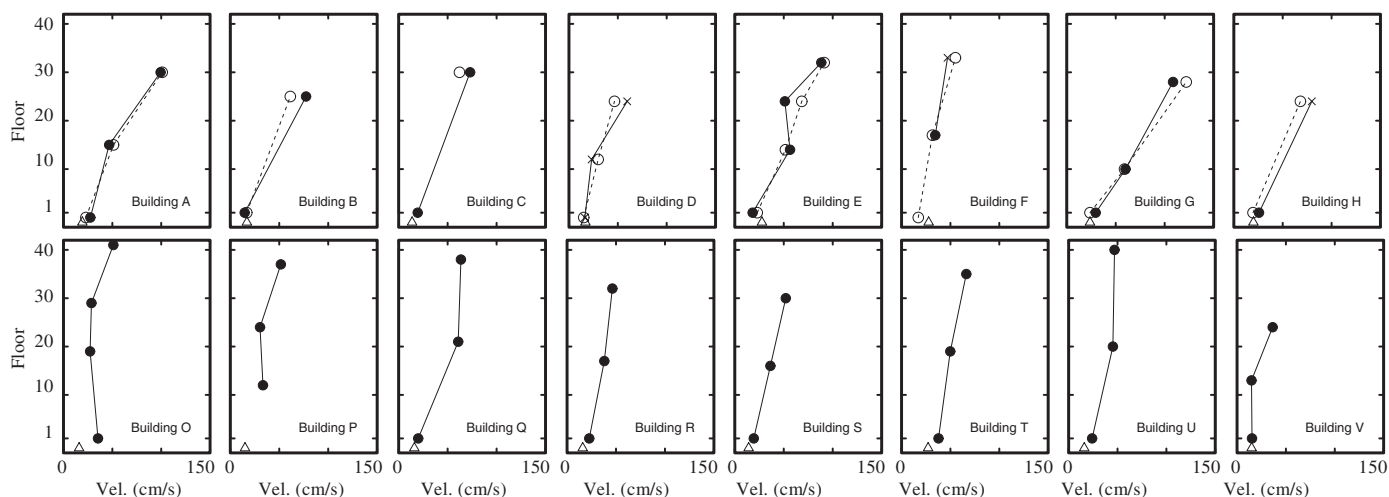 40
30
20
10
1
Floor
Building A
Building B
Building C
Building D
Building E
Building F
Building G
Building H
150
150
40
30
20
10
1
Floor
Building O
Building P
Building Q
Building R
Building S
Building T
Building U
Building V
0 150 0 150 0 150 0 150 0 150 0 150 0 150 0 150
Vel. (cm/s) Vel. (cm/s) Vel. (cm/s) Vel. (cm/s) Vel. (cm/s) Vel. (cm/s) Vel. (cm/s) Vel. (cm/s)